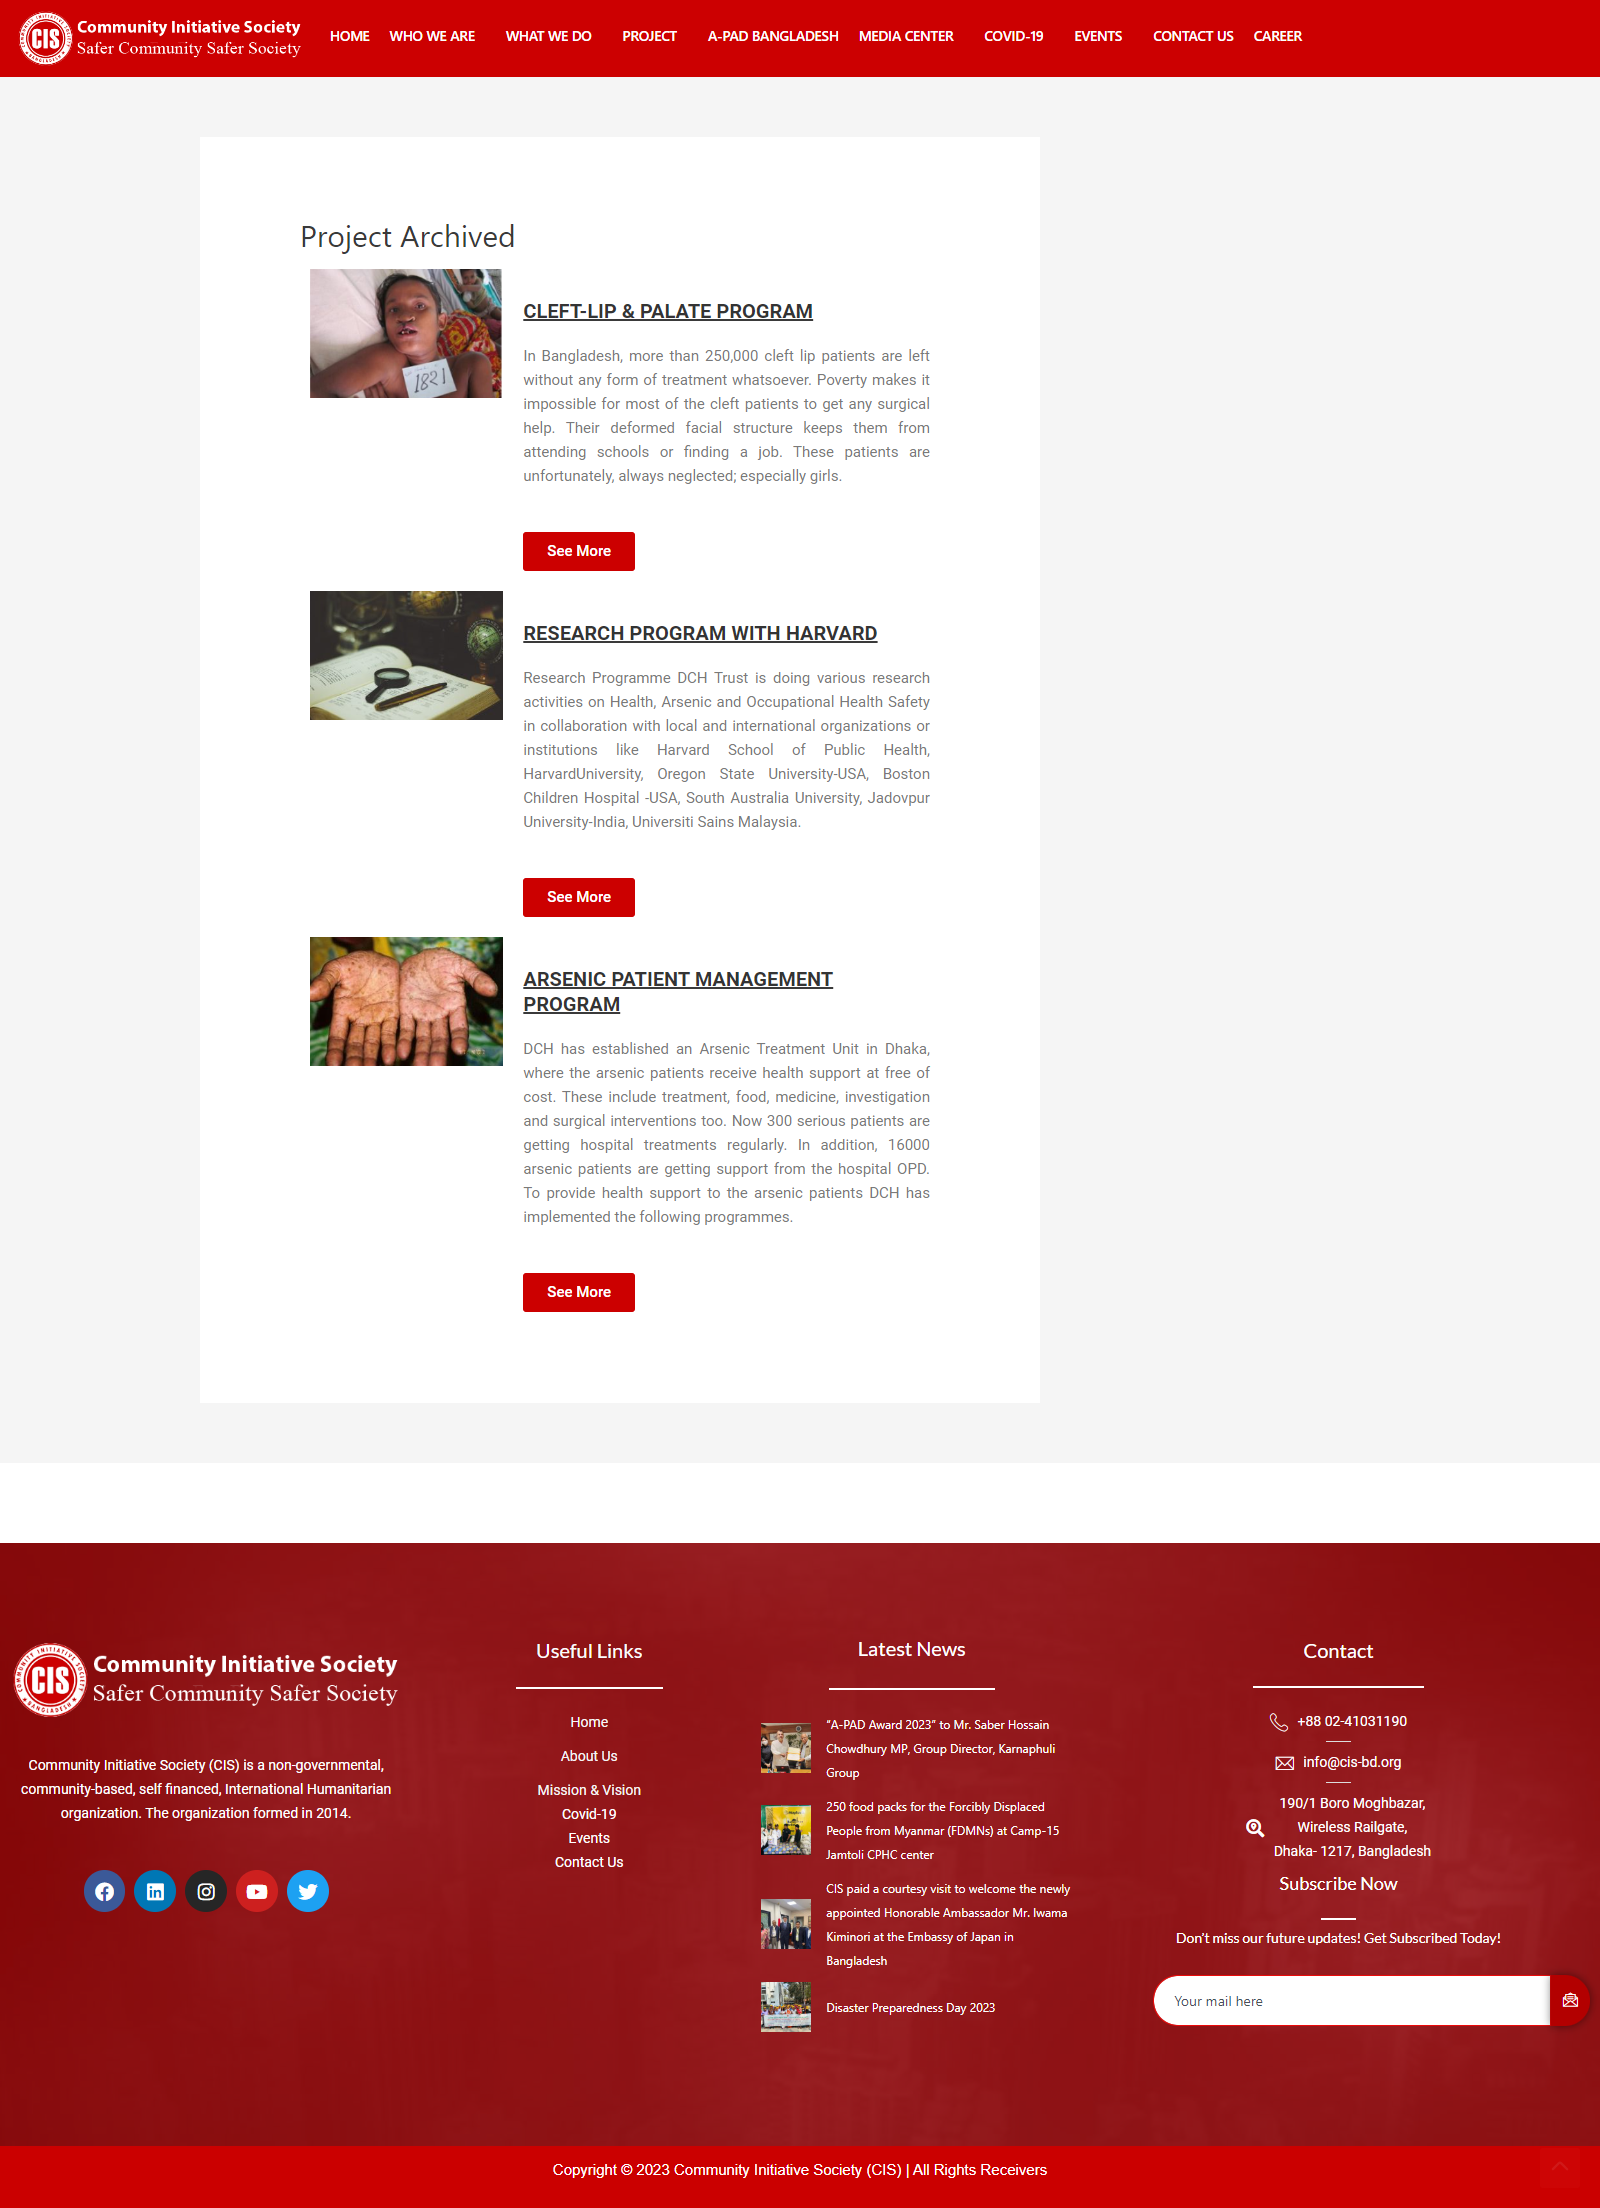 CIS
Community Initiative Society
Safer Community Safer Society
HOME WHO WE ARE WHAT WE DO PROJECT A-PAD BANGLADESH MEDIA CENTER COVID-19 EVENTS CONTACT US CAREER
Project Archived
1821
CLEFT-LIP & PALATE PROGRAM
In Bangladesh, more than 250,000 cleft lip patients are left
without any form of treatment whatsoever. Poverty makes it
impossible for most of the cleft patients to get any surgical
help. Their deformed facial structure keeps them from
attending schools or finding a job. These patients are
unfortunately, always neglected; especially girls.
See More
RESEARCH PROGRAM WITH HARVARD
Research Programme DCH Trust is doing various research
activities on Health, Arsenic and Occupational Health Safety
in collaboration with local and international organizations or
institutions like Harvard School of Public Health,
HarvardUniversity, Oregon State University-USA, Boston
Children Hospital -USA, South Australia University, Jadovpur
University-India, Universiti Sains Malaysia.
See More
ARSENIC PATIENT MANAGEMENT
PROGRAM
DCH has established an Arsenic Treatment Unit in Dhaka,
where the arsenic patients receive health support at free of
cost. These include treatment, food, medicine, investigation
and surgical interventions too. Now 300 serious patients are
getting hospital treatments regularly. In addition, 16000
arsenic patients are getting support from the hospital OPD.
To provide health support to the arsenic patients DCH has
implemented the following programmes.
See More
COMMUNITY INITIATIVE SOCIETY
CIS
BANGLADESH
Community Initiative Society
Safer Community Safer Society
Community Initiative Society (CIS) is a non-governmental,
community-based, self financed, International Humanitarian
organization. The organization formed in 2014.
Useful Links
Home
About Us
Mission & Vision
Covid-19
Events
Contact Us
Latest News
“A-PAD Award 2023” to Mr. Saber Hossain
Chowdhury MP, Group Director, Karnaphuli
Group
250 food packs for the Forcibly Displaced
People from Myanmar (FDMNs) at Camp-15
Jamtoli CPHC center
CIS paid a courtesy visit to welcome the newly
appointed Honorable Ambassador Mr. Iwama
Kiminori at the Embassy of Japan in
Bangladesh
Disaster Preparedness Day 2023
Contact
+88 02-41031190
info@cis-bd.org
190/1 Boro Moghbazar,
Wireless Railgate,
Dhaka- 1217, Bangladesh
Subscribe Now
Don't miss our future updates! Get Subscribed Today!
Your mail here
Copyright © 2023 Community Initiative Society (CIS) | All Rights Receivers